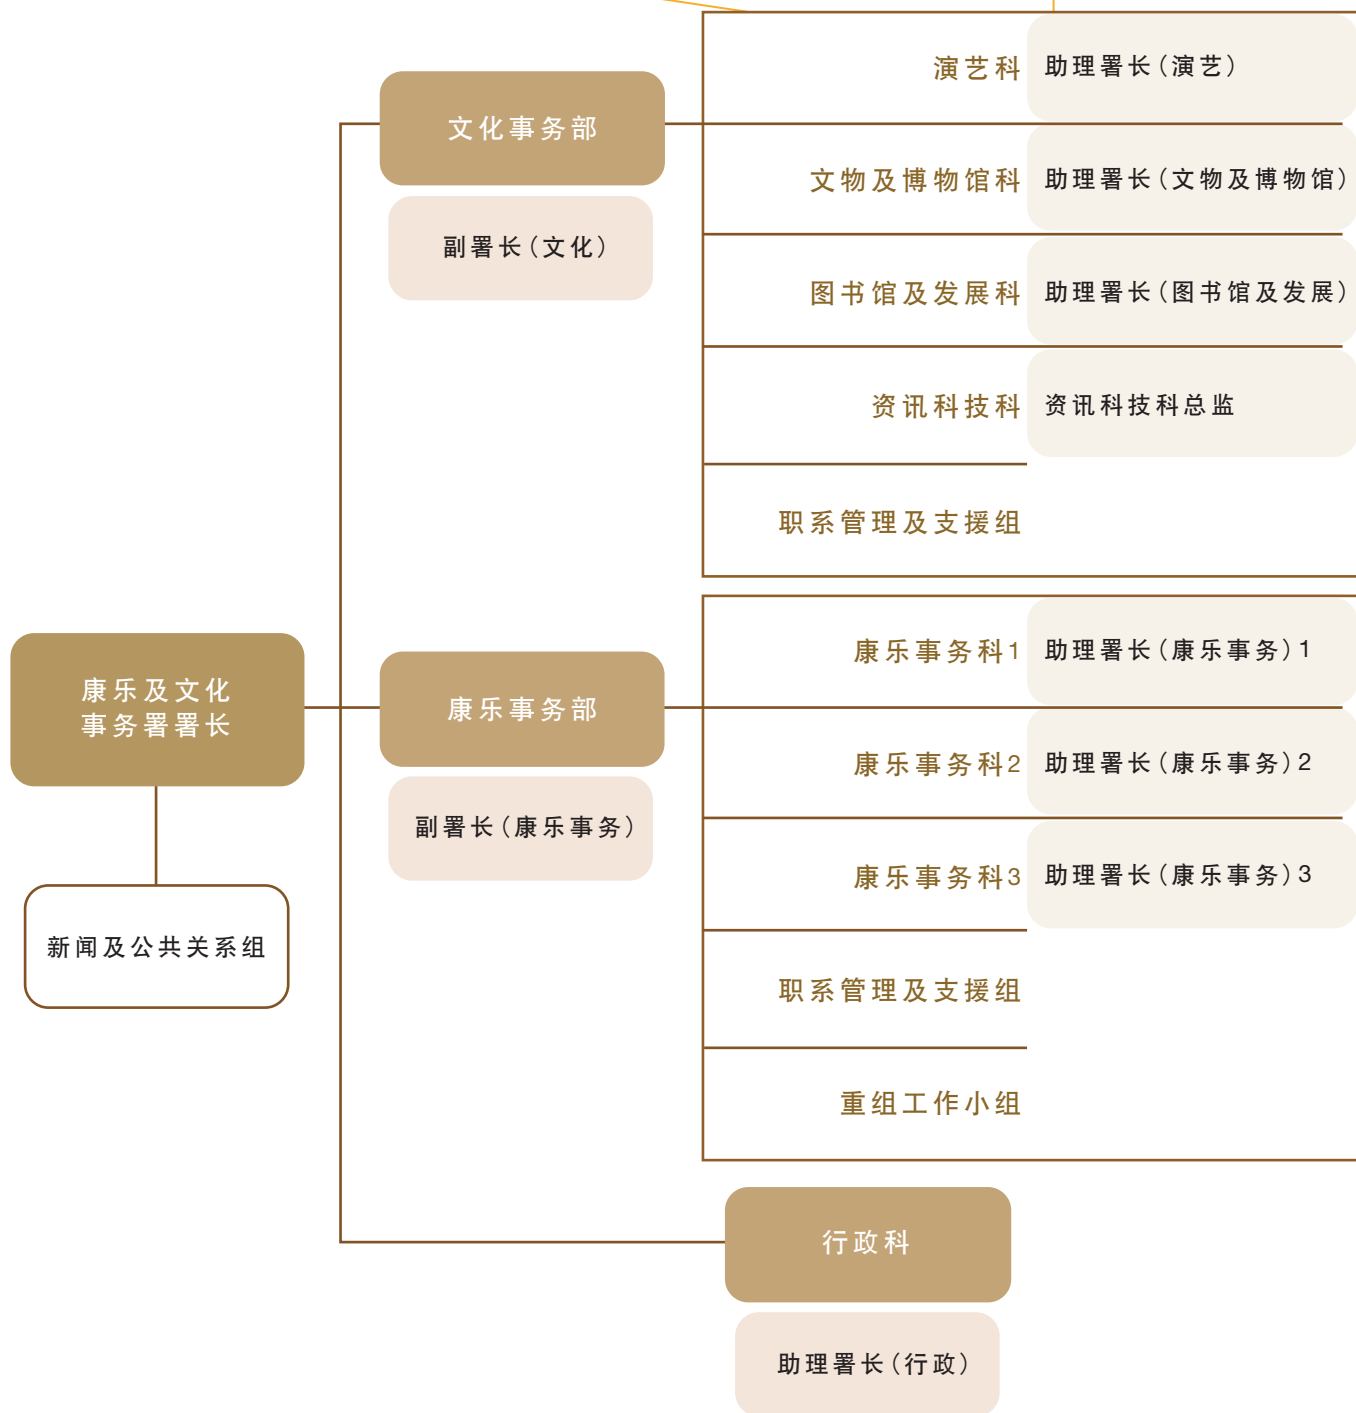 演艺科 助理署长(演艺)
文化事务部
文物及博物馆科 助理署长(文物及博物馆)
副署长(文化)
图书馆及发展科 助理署长(图书馆及发展)
资讯科技科 资讯科技科总监
职系管理及支援组
康乐事务科1 助理署长(康乐事务)1
康乐及文化
事务署署长
康乐事务部
康乐事务科2 助理署长(康乐事务)2
副署长(康乐事务)
康乐事务科3 助理署长(康乐事务)3
新闻及公共关系组
职系管理及支援组
重组工作小组
行政科
助理署长(行政)